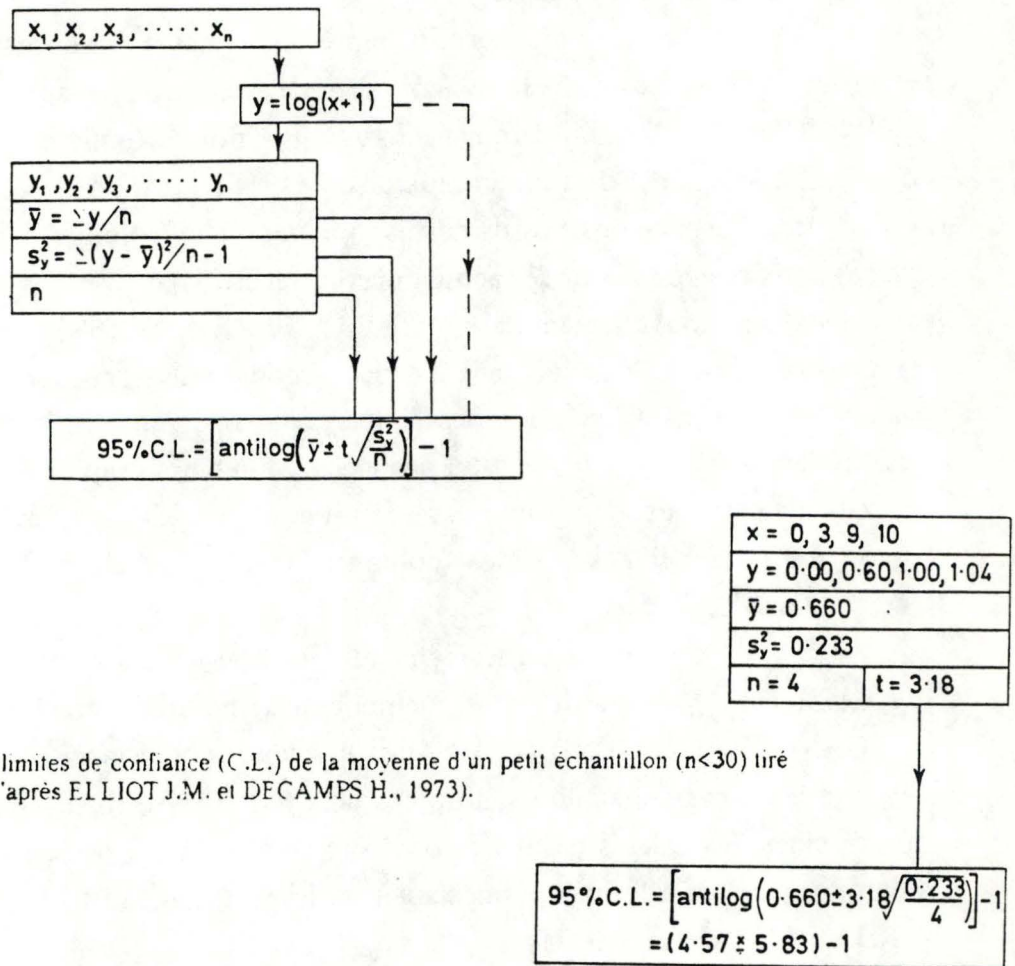 x₁, x₂, x₃, ····· xₙ
y = log(x+1)
y₁, y₂, y₃, ····· yₙ
ȳ = Σy/n
s²ᵧ = Σ(y - ȳ)²/n - 1
n
95% C.L. = [antilog(ȳ ± t √(s²ᵧ/n))] - 1
x = 0, 3, 9, 10
y = 0·00, 0·60, 1·00, 1·04
ȳ = 0·660
s²ᵧ = 0·233
n = 4 t = 3·18
limites de confiance (C.L.) de la moyenne d'un petit échantillon (n<30) tiré
'après ELLIOT J.M. et DECAMPS H., 1973).
95% C.L. = [antilog(0·660 ± 3·18 √(0·233/4))] - 1
= (4·57 ×/÷ 5·83) - 1